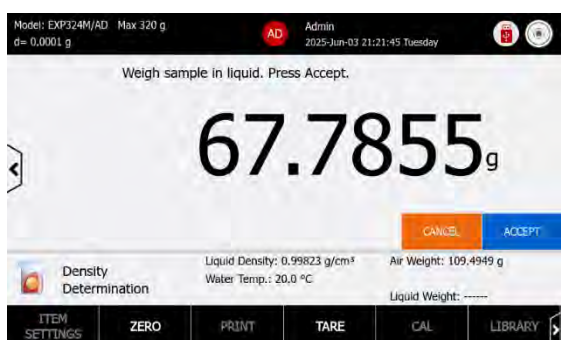 Model: EXP324M/AD Max 320 g
d= 0.0001 g
AD
Admin
2025-Jun-03 21:21:45 Tuesday
Weigh sample in liquid. Press Accept.
67.7855 g
CANCEL
ACCEPT
Density
Determination
Liquid Density: 0.99823 g/cm³
Water Temp.: 20.0 °C
Air Weight: 109.4949 g
Liquid Weight: ------
ITEM
SETTINGS
ZERO
PRINT
TARE
CAL
LIBRARY